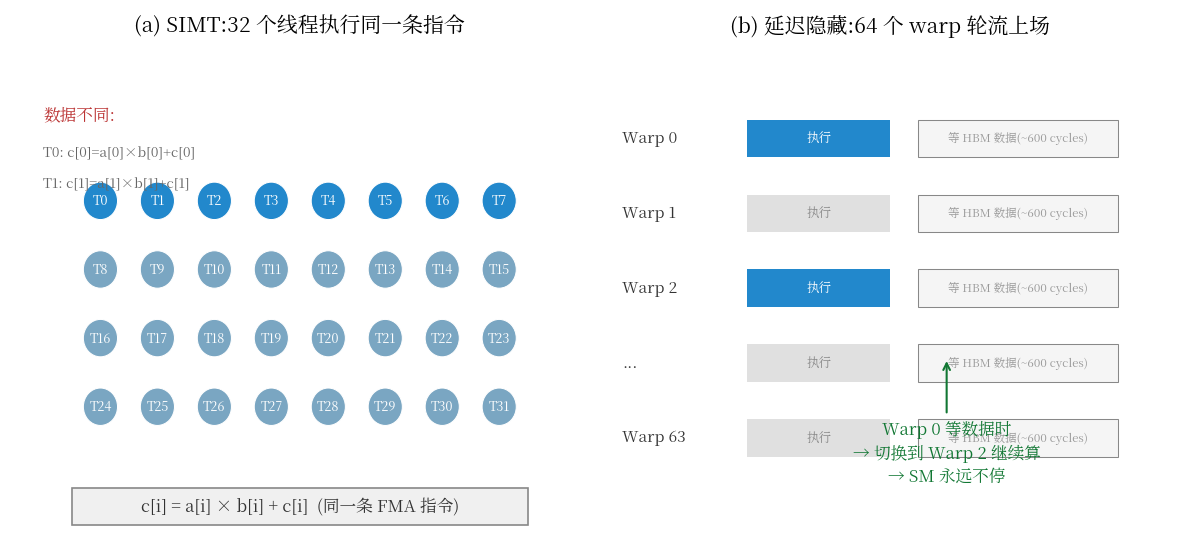 (a) SIMT:32 个线程执行同一条指令
数据不同:
T0: c[0]=a[0]×b[0]+c[0]
T1: c[1]=a[1]×b[1]+c[1]
T0 T1 T2 T3 T4 T5 T6 T7
T8 T9 T10 T11 T12 T13 T14 T15
T16 T17 T18 T19 T20 T21 T22 T23
T24 T25 T26 T27 T28 T29 T30 T31
c[i] = a[i] × b[i] + c[i] (同一条 FMA 指令)
(b) 延迟隐藏:64 个 warp 轮流上场
Warp 0 执行 等 HBM 数据(~600 cycles)
Warp 1 执行 等 HBM 数据(~600 cycles)
Warp 2 执行 等 HBM 数据(~600 cycles)
... 执行 等 HBM 数据(~600 cycles)
Warp 63 执行 等 HBM 数据(~600 cycles)
Warp 0 等数据时
→ 切换到 Warp 2 继续算
→ SM 永远不停